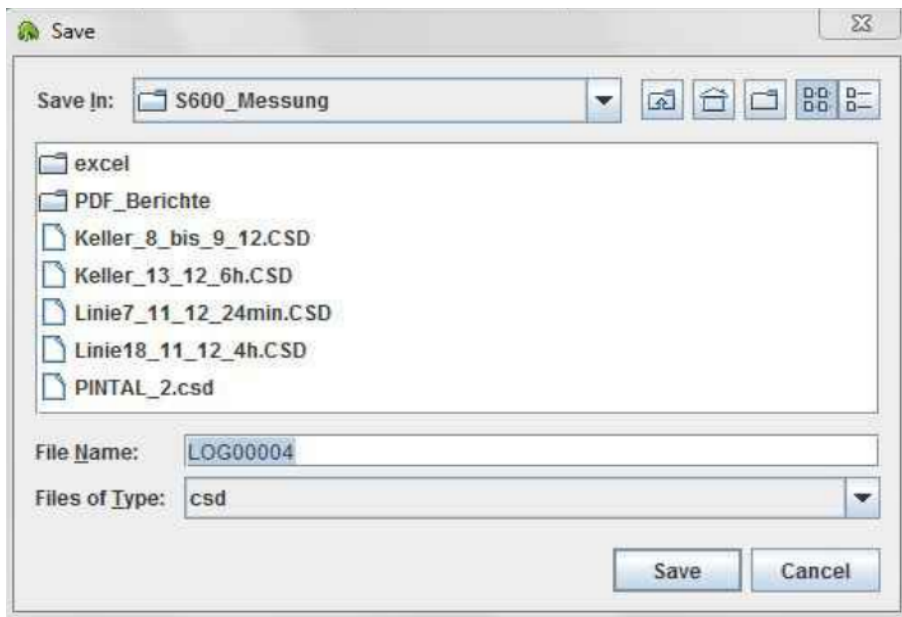 Save
Save In: S600_Messung
excel
PDF_Berichte
Keller_8_bis_9_12.CSD
Keller_13_12_6h.CSD
Linie7_11_12_24min.CSD
Linie18_11_12_4h.CSD
PINTAL_2.csd
File Name: LOG00004
Files of Type: csd
Save Cancel